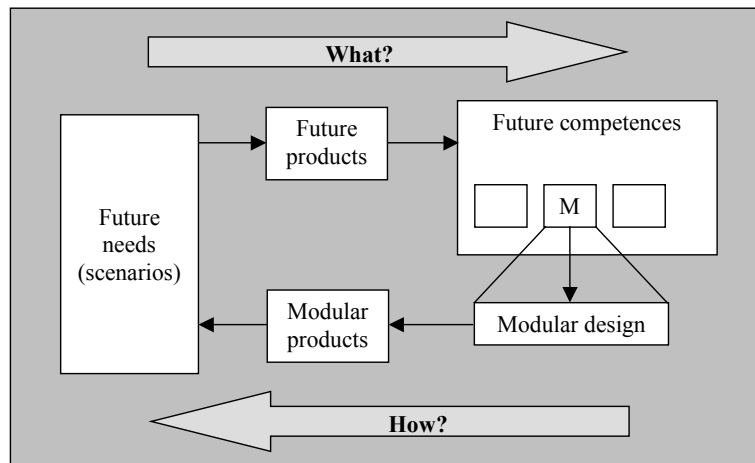 What?
Future
products
Future competences
M
Future
needs
(scenarios)
Modular
products
Modular design
How?